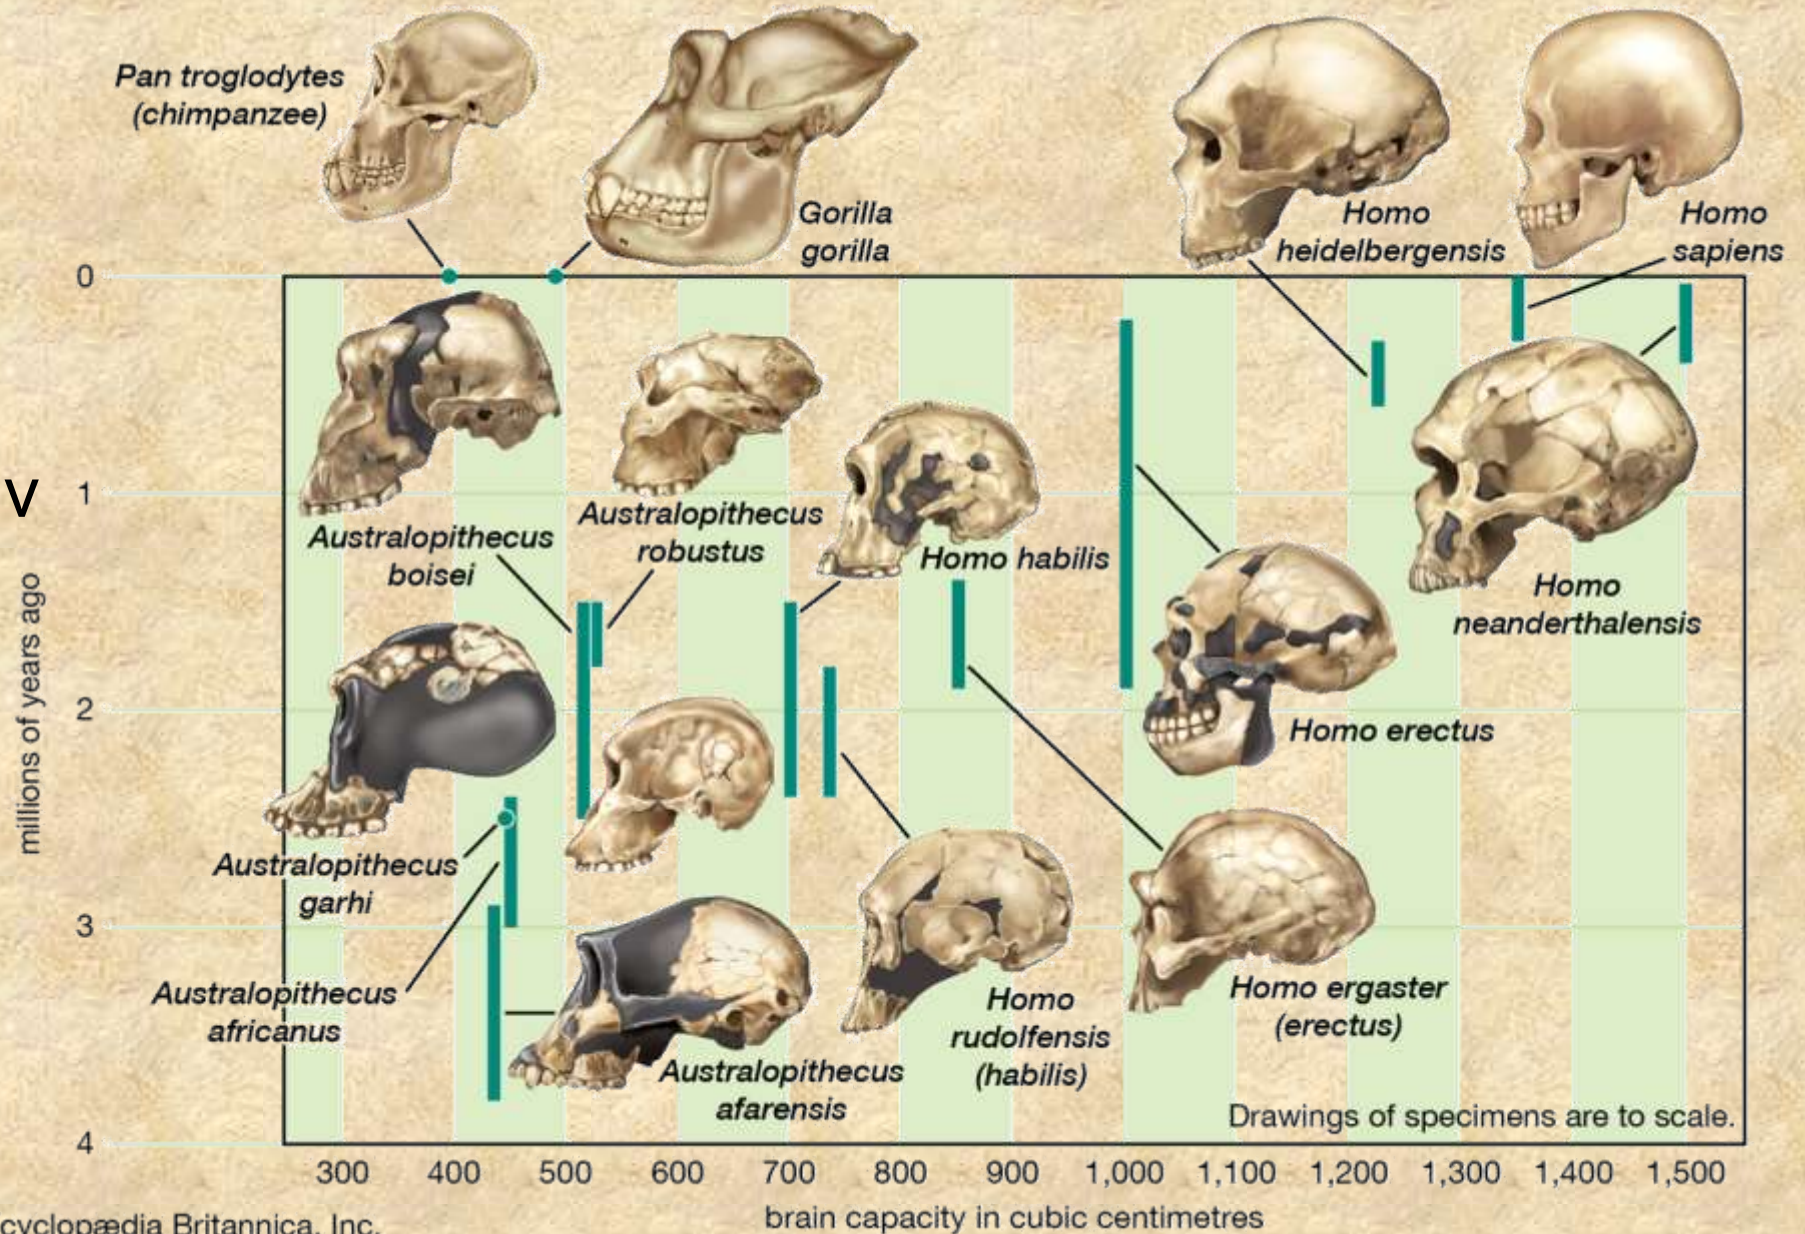 Pan troglodytes
(chimpanzee)
Gorilla
gorilla
Homo
heidelbergensis
Homo
sapiens
0
V
1
Australopithecus
boisei
Australopithecus
robustus
Homo habilis
Homo
neanderthalensis
millions of years ago
2
Homo erectus
Australopithecus
garhi
3
Australopithecus
africanus
Australopithecus
afarensis
Homo
rudolfensis
(habilis)
Homo ergaster
(erectus)
Drawings of specimens are to scale.
4
300 400 500 600 700 800 900 1,000 1,100 1,200 1,300 1,400 1,500
brain capacity in cubic centimetres
cyclopædia Britannica, Inc.